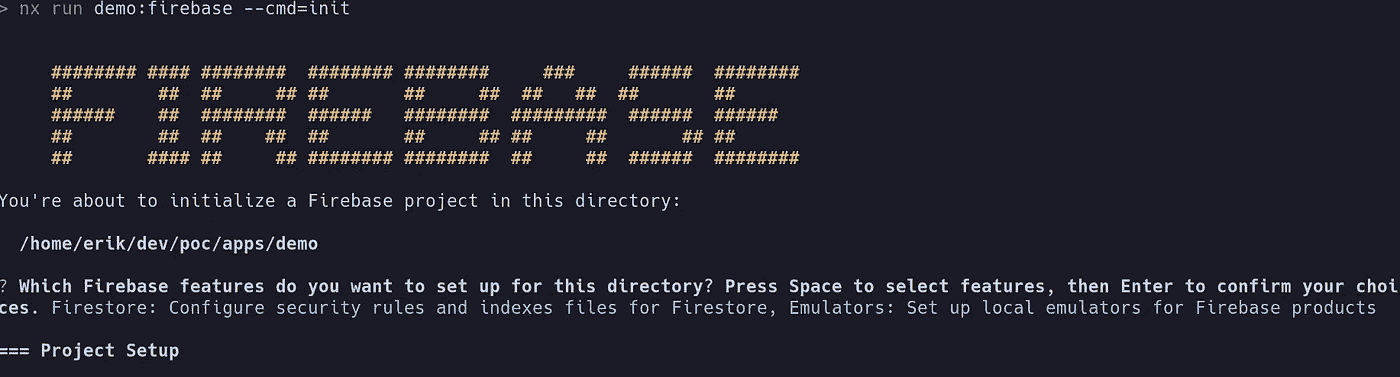 > nx run demo:firebase --cmd=init
FIREBASE
You're about to initialize a Firebase project in this directory:
/home/erik/dev/poc/apps/demo
? Which Firebase features do you want to set up for this directory? Press Space to select features, then Enter to confirm your choi
ces. Firestore: Configure security rules and indexes files for Firestore, Emulators: Set up local emulators for Firebase products
=== Project Setup